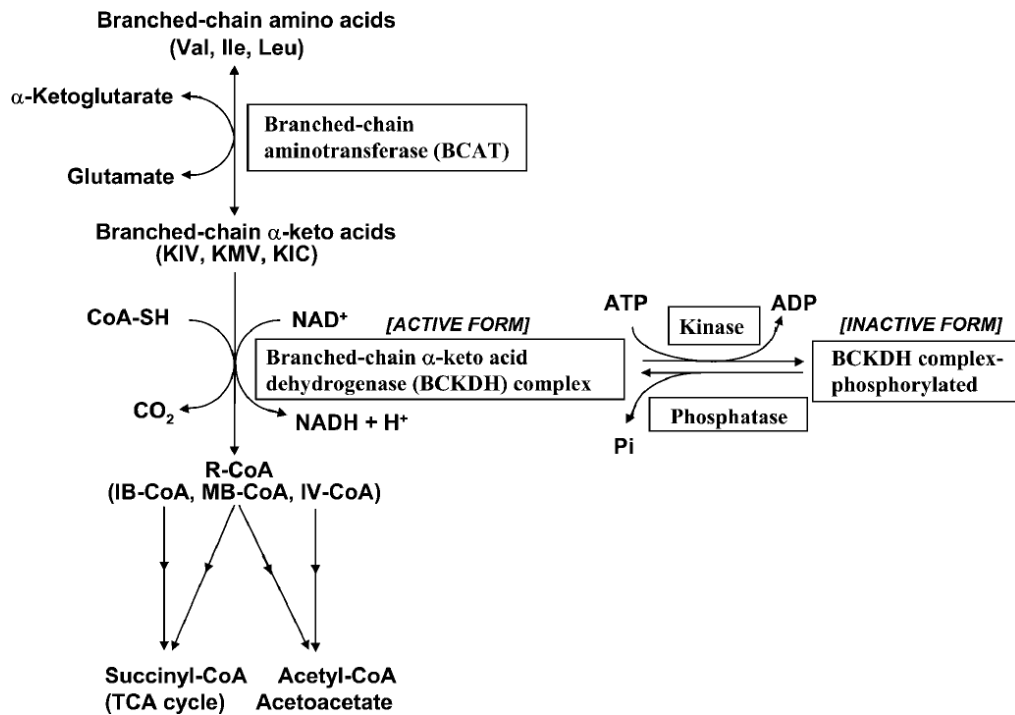 Branched-chain amino acids
(Val, Ile, Leu)
α-Ketoglutarate
Branched-chain
aminotransferase (BCAT)
Glutamate
Branched-chain α-keto acids
(KIV, KMV, KIC)
CoA-SH
NAD⁺
[ACTIVE FORM]
ATP
Kinase
ADP
[INACTIVE FORM]
Branched-chain α-keto acid
dehydrogenase (BCKDH) complex
BCKDH complex-
phosphorylated
CO₂
NADH + H⁺
Pi
Phosphatase
R-CoA
(IB-CoA, MB-CoA, IV-CoA)
Succinyl-CoA
(TCA cycle)
Acetyl-CoA
Acetoacetate